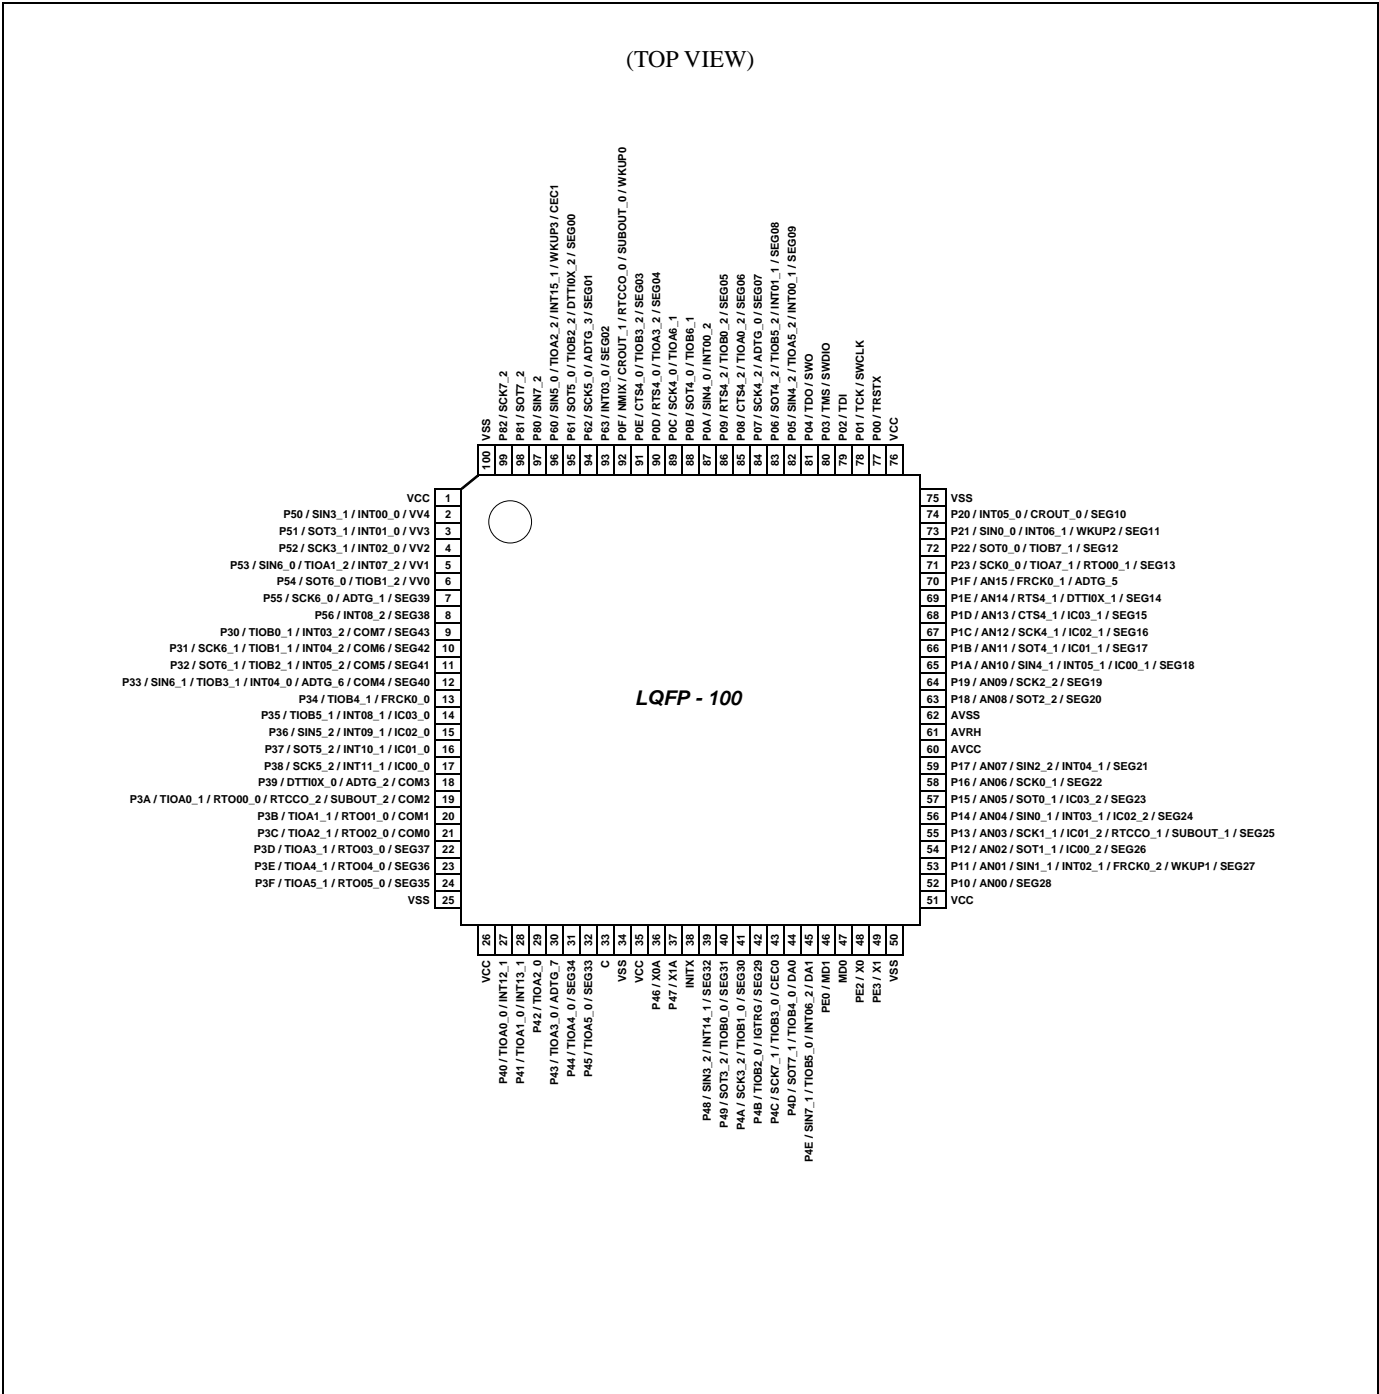 (TOP VIEW)
VSS
P82 / SCK7_2
P81 / SOT7_2
P80 / SIN7_2
P60 / SIN5_0 / TIOA2_2 / INT15_1 / WKUP3 / CEC1
P61 / SOT5_0 / TIOB2_2 / DTTI0X_2 / SEG00
P62 / SCK5_0 / ADTG_3 / SEG01
P63 / INT03_0 / SEG02
P0F / NMIX / CROUT_1 / RTCCO_0 / SUBOUT_0 / WKUP0
P0E / CTS4_0 / TIOB3_2 / SEG03
P0D / RTS4_0 / TIOA3_2 / SEG04
P0C / SCK4_0 / TIOA6_1
P0B / SOT4_0 / TIOB6_1
P0A / SIN4_0 / INT00_2
P09 / RTS4_2 / TIOB0_2 / SEG05
P08 / CTS4_2 / TIOA0_2 / SEG06
P07 / SCK4_2 / ADTG_0 / SEG07
P06 / SOT4_2 / TIOB5_2 / INT01_1 / SEG08
P05 / SIN4_2 / TIOA5_2 / INT00_1 / SEG09
P04 / TDO / SWO
P03 / TMS / SWDIO
P02 / TDI
P01 / TCK / SWCLK
P00 / TRSTX
VCC
100 99 98 97 96 95 94 93 92 91 90 89 88 87 86 85 84 83 82 81 80 79 78 77 76
VCC 1
P50 / SIN3_1 / INT00_0 / VV4 2
P51 / SOT3_1 / INT01_0 / VV3 3
P52 / SCK3_1 / INT02_0 / VV2 4
P53 / SIN6_0 / TIOA1_2 / INT07_2 / VV1 5
P54 / SOT6_0 / TIOB1_2 / VV0 6
P55 / SCK6_0 / ADTG_1 / SEG39 7
P56 / INT08_2 / SEG38 8
P30 / TIOB0_1 / INT03_2 / COM7 / SEG43 9
P31 / SCK6_1 / TIOB1_1 / INT04_2 / COM6 / SEG42 10
P32 / SOT6_1 / TIOB2_1 / INT05_2 / COM5 / SEG41 11
P33 / SIN6_1 / TIOB3_1 / INT04_0 / ADTG_6 / COM4 / SEG40 12
P34 / TIOB4_1 / FRCK0_0 13
P35 / TIOB5_1 / INT08_1 / IC03_0 14
P36 / SIN5_2 / INT09_1 / IC02_0 15
P37 / SOT5_2 / INT10_1 / IC01_0 16
P38 / SCK5_2 / INT11_1 / IC00_0 17
P39 / DTTI0X_0 / ADTG_2 / COM3 18
P3A / TIOA0_1 / RTO00_0 / RTCCO_2 / SUBOUT_2 / COM2 19
P3B / TIOA1_1 / RTO01_0 / COM1 20
P3C / TIOA2_1 / RTO02_0 / COM0 21
P3D / TIOA3_1 / RTO03_0 / SEG37 22
P3E / TIOA4_1 / RTO04_0 / SEG36 23
P3F / TIOA5_1 / RTO05_0 / SEG35 24
VSS 25
LQFP - 100
75 VSS
74 P20 / INT05_0 / CROUT_0 / SEG10
73 P21 / SIN0_0 / INT06_1 / WKUP2 / SEG11
72 P22 / SOT0_0 / TIOB7_1 / SEG12
71 P23 / SCK0_0 / TIOA7_1 / RTO00_1 / SEG13
70 P1F / AN15 / FRCK0_1 / ADTG_5
69 P1E / AN14 / RTS4_1 / DTTI0X_1 / SEG14
68 P1D / AN13 / CTS4_1 / IC03_1 / SEG15
67 P1C / AN12 / SCK4_1 / IC02_1 / SEG16
66 P1B / AN11 / SOT4_1 / IC01_1 / SEG17
65 P1A / AN10 / SIN4_1 / INT05_1 / IC00_1 / SEG18
64 P19 / AN09 / SCK2_2 / SEG19
63 P18 / AN08 / SOT2_2 / SEG20
62 AVSS
61 AVRH
60 AVCC
59 P17 / AN07 / SIN2_2 / INT04_1 / SEG21
58 P16 / AN06 / SCK0_1 / SEG22
57 P15 / AN05 / SOT0_1 / IC03_2 / SEG23
56 P14 / AN04 / SIN0_1 / INT03_1 / IC02_2 / SEG24
55 P13 / AN03 / SCK1_1 / IC01_2 / RTCCO_1 / SUBOUT_1 / SEG25
54 P12 / AN02 / SOT1_1 / IC00_2 / SEG26
53 P11 / AN01 / SIN1_1 / INT02_1 / FRCK0_2 / WKUP1 / SEG27
52 P10 / AN00 / SEG28
51 VCC
26 27 28 29 30 31 32 33 34 35 36 37 38 39 40 41 42 43 44 45 46 47 48 49 50
VCC
P40 / TIOA0_0 / INT12_1
P41 / TIOA1_0 / INT13_1
P42 / TIOA2_0
P43 / TIOA3_0 / ADTG_7
P44 / TIOA4_0 / SEG34
P45 / TIOA5_0 / SEG33
C
VSS
VCC
P46 / X0A
P47 / X1A
INITX
P48 / SIN3_2 / INT14_1 / SEG32
P49 / SOT3_2 / TIOB0_0 / SEG31
P4A / SCK3_2 / TIOB1_0 / SEG30
P4B / TIOB2_0 / IGTRG / SEG29
P4C / SCK7_1 / TIOB3_0 / CEC0
P4D / SOT7_1 / TIOB4_0 / DA0
P4E / SIN7_1 / TIOB5_0 / INT06_2 / DA1
PE0 / MD1
MD0
PE2 / X0
PE3 / X1
VSS